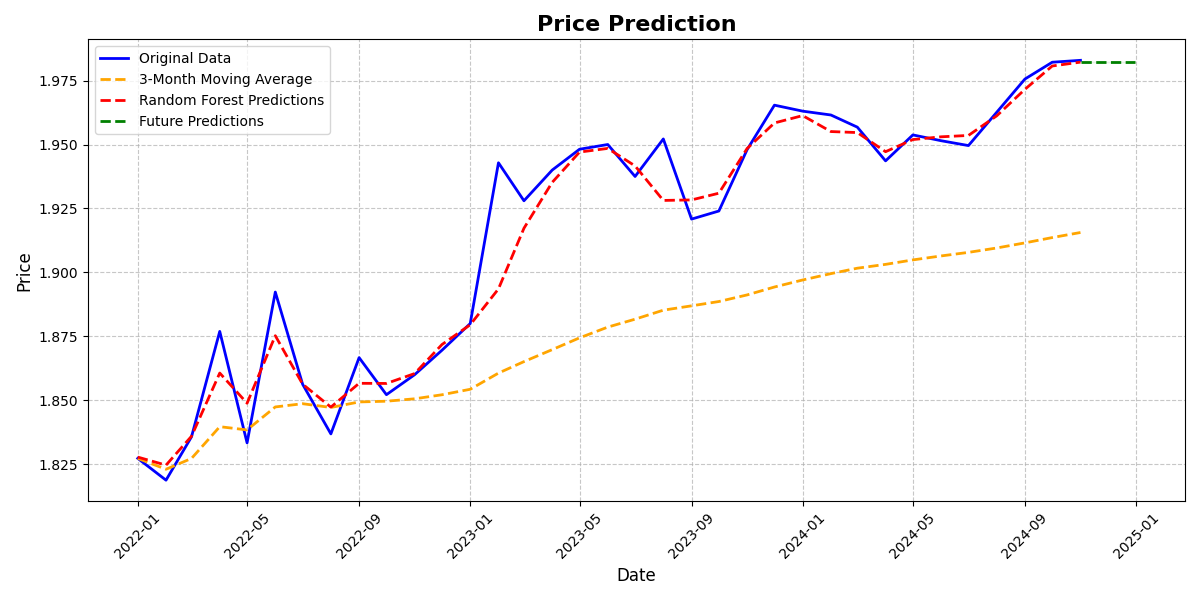 Price Prediction
Original Data
3-Month Moving Average
Random Forest Predictions
Future Predictions
Price
1.975
1.950
1.925
1.900
1.875
1.850
1.825
2022-01
2022-05
2022-09
2023-01
2023-05
2023-09
2024-01
2024-05
2024-09
2025-01
Date